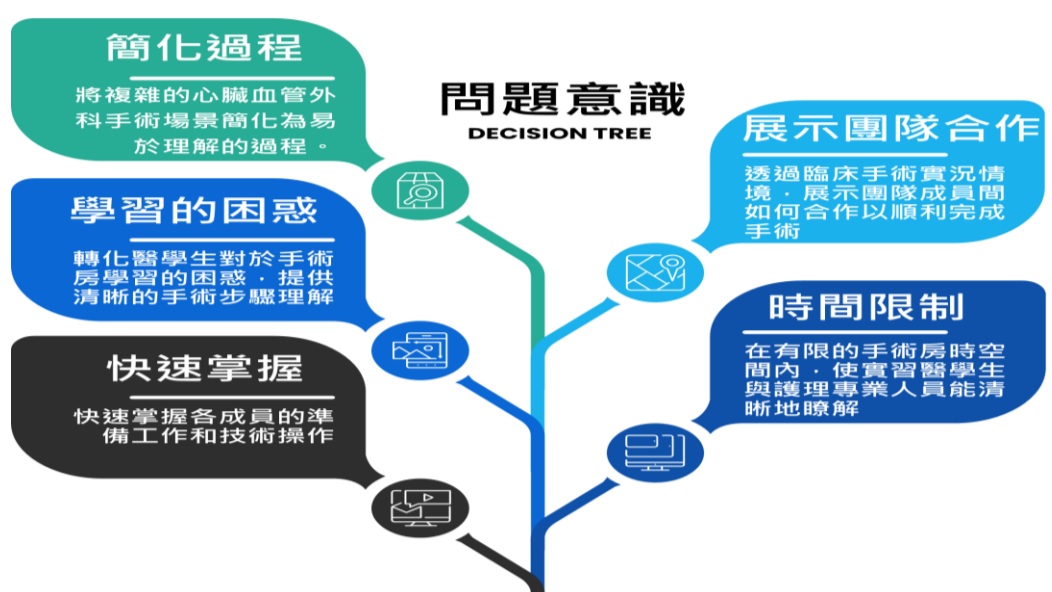 問題意識
DECISION TREE
簡化過程
將複雜的心臟血管外
科手術場景簡化為易
於理解的過程。
學習的困惑
轉化醫學生對於手術
房學習的困惑，提供
清晰的手術步驟理解
快速掌握
快速掌握各成員的準
備工作和技術操作
展示團隊合作
透過臨床手術實況情
境，展示團隊成員間
如何合作以順利完成
手術
時間限制
在有限的手術房時空
間內，使實習醫學生
與護理專業人員能清
晰地瞭解